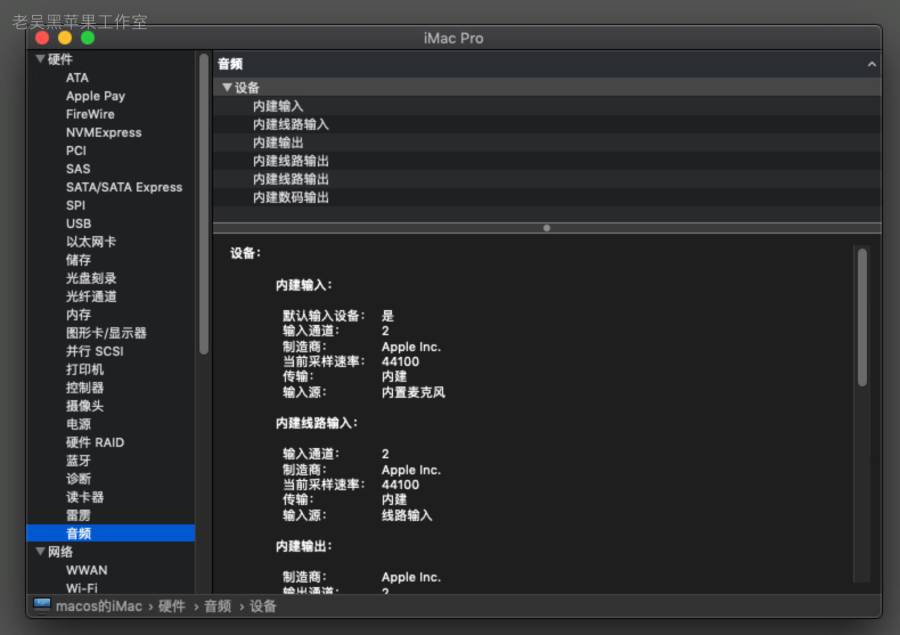 老吴黑苹果工作室
iMac Pro
硬件
ATA
Apple Pay
FireWire
NVMExpress
PCI
SAS
SATA/SATA Express
SPI
USB
以太网卡
储存
光盘刻录
光纤通道
内存
图形卡/显示器
并行 SCSI
打印机
控制器
摄像头
电源
硬件 RAID
蓝牙
诊断
读卡器
雷雳
音频
网络
WWAN
Wi-Fi
音频
设备
内建输入
内建线路输入
内建输出
内建线路输出
内建线路输出
内建数码输出
设备：
内建输入：
默认输入设备： 是
输入通道： 2
制造商： Apple Inc.
当前采样速率： 44100
传输： 内建
输入源： 内置麦克风
内建线路输入：
输入通道： 2
制造商： Apple Inc.
当前采样速率： 44100
传输： 内建
输入源： 线路输入
内建输出：
制造商： Apple Inc.
输出通道： 2
macos的iMac › 硬件 › 音频 › 设备